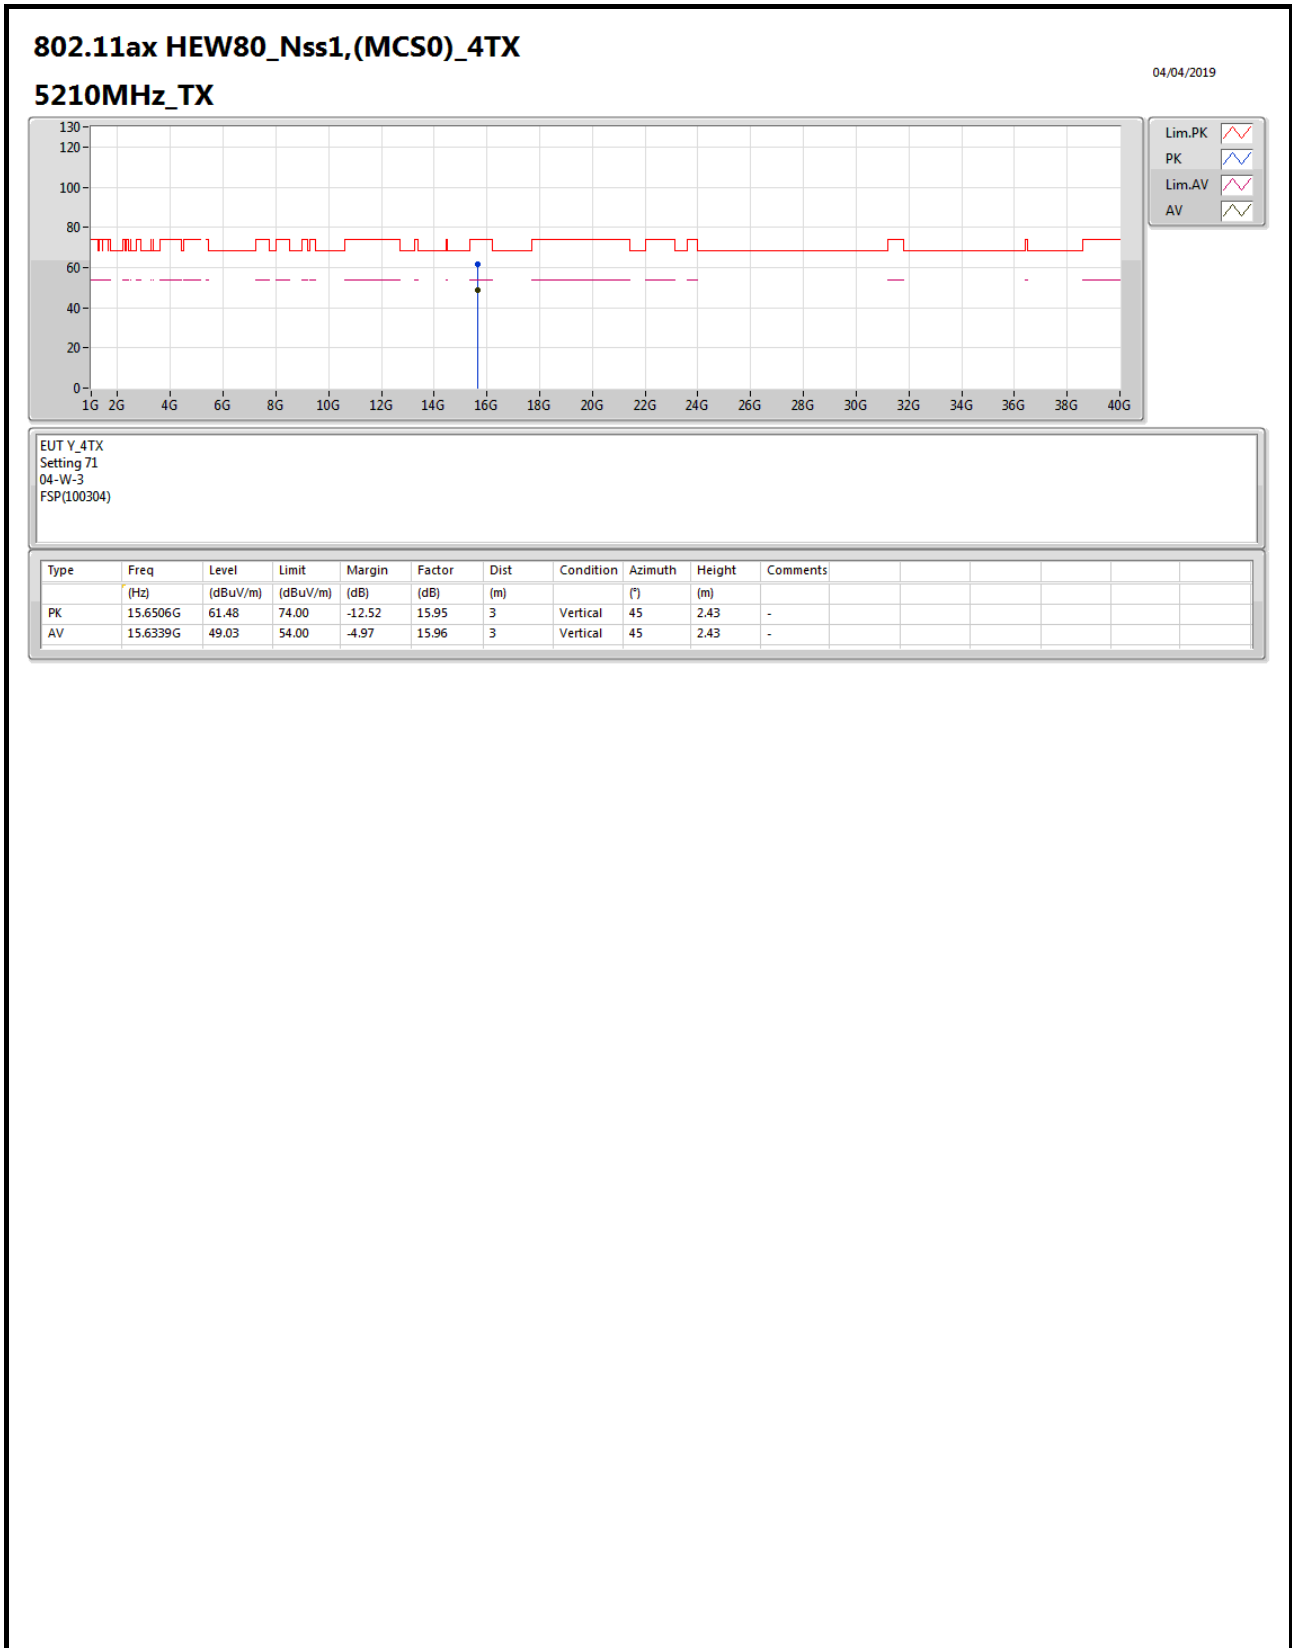 802.11ax HEW80_Nss1,(MCS0)_4TX
04/04/2019
5210MHz_TX
130
120
100
80
60
40
20
0
1G 2G 4G 6G 8G 10G 12G 14G 16G 18G 20G 22G 24G 26G 28G 30G 32G 34G 36G 38G 40G
Lim.PK
PK
Lim.AV
AV
EUT Y_4TX
Setting 71
04-W-3
FSP(100304)
Type Freq Level Limit Margin Factor Dist Condition Azimuth Height Comments
(Hz) (dBuV/m) (dBuV/m) (dB) (dB) (m) (°) (m)
PK 15.6506G 61.48 74.00 -12.52 15.95 3 Vertical 45 2.43 -
AV 15.6339G 49.03 54.00 -4.97 15.96 3 Vertical 45 2.43 -